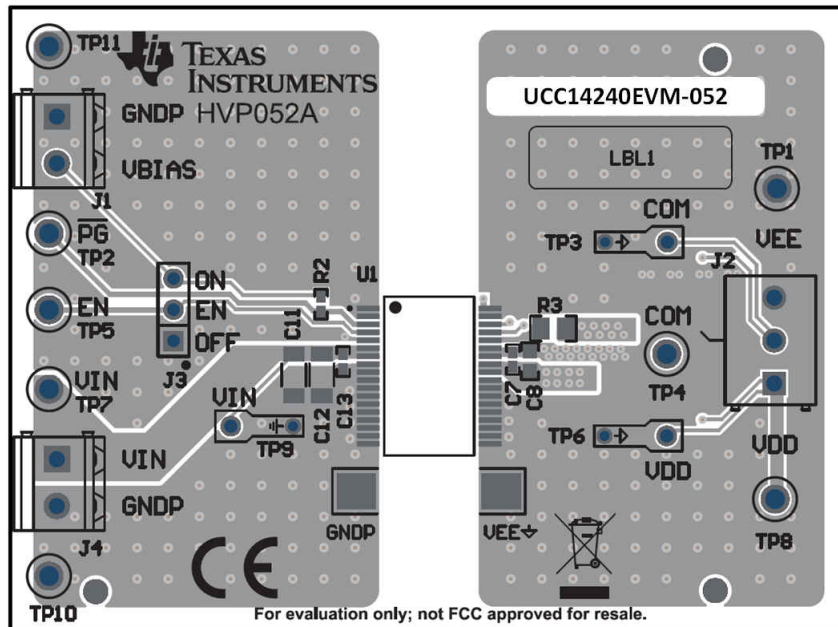 TP11
TEXAS
INSTRUMENTS
HVP052A
GNDP
VBIAS
J1
PG
TP2
EN
TP5
VIN
TP7
ON
EN
OFF
J3
R2
U1
C11
C12
C13
VIN
TP9
VIN
GNDP
J4
TP10
GNDP
CE
UCC14240EVM-052
LBL1
TP1
VEE
COM
TP3
J2
R3
COM
TP4
C7
C8
TP6
VDD
VDD
TP8
VEE
For evaluation only; not FCC approved for resale.